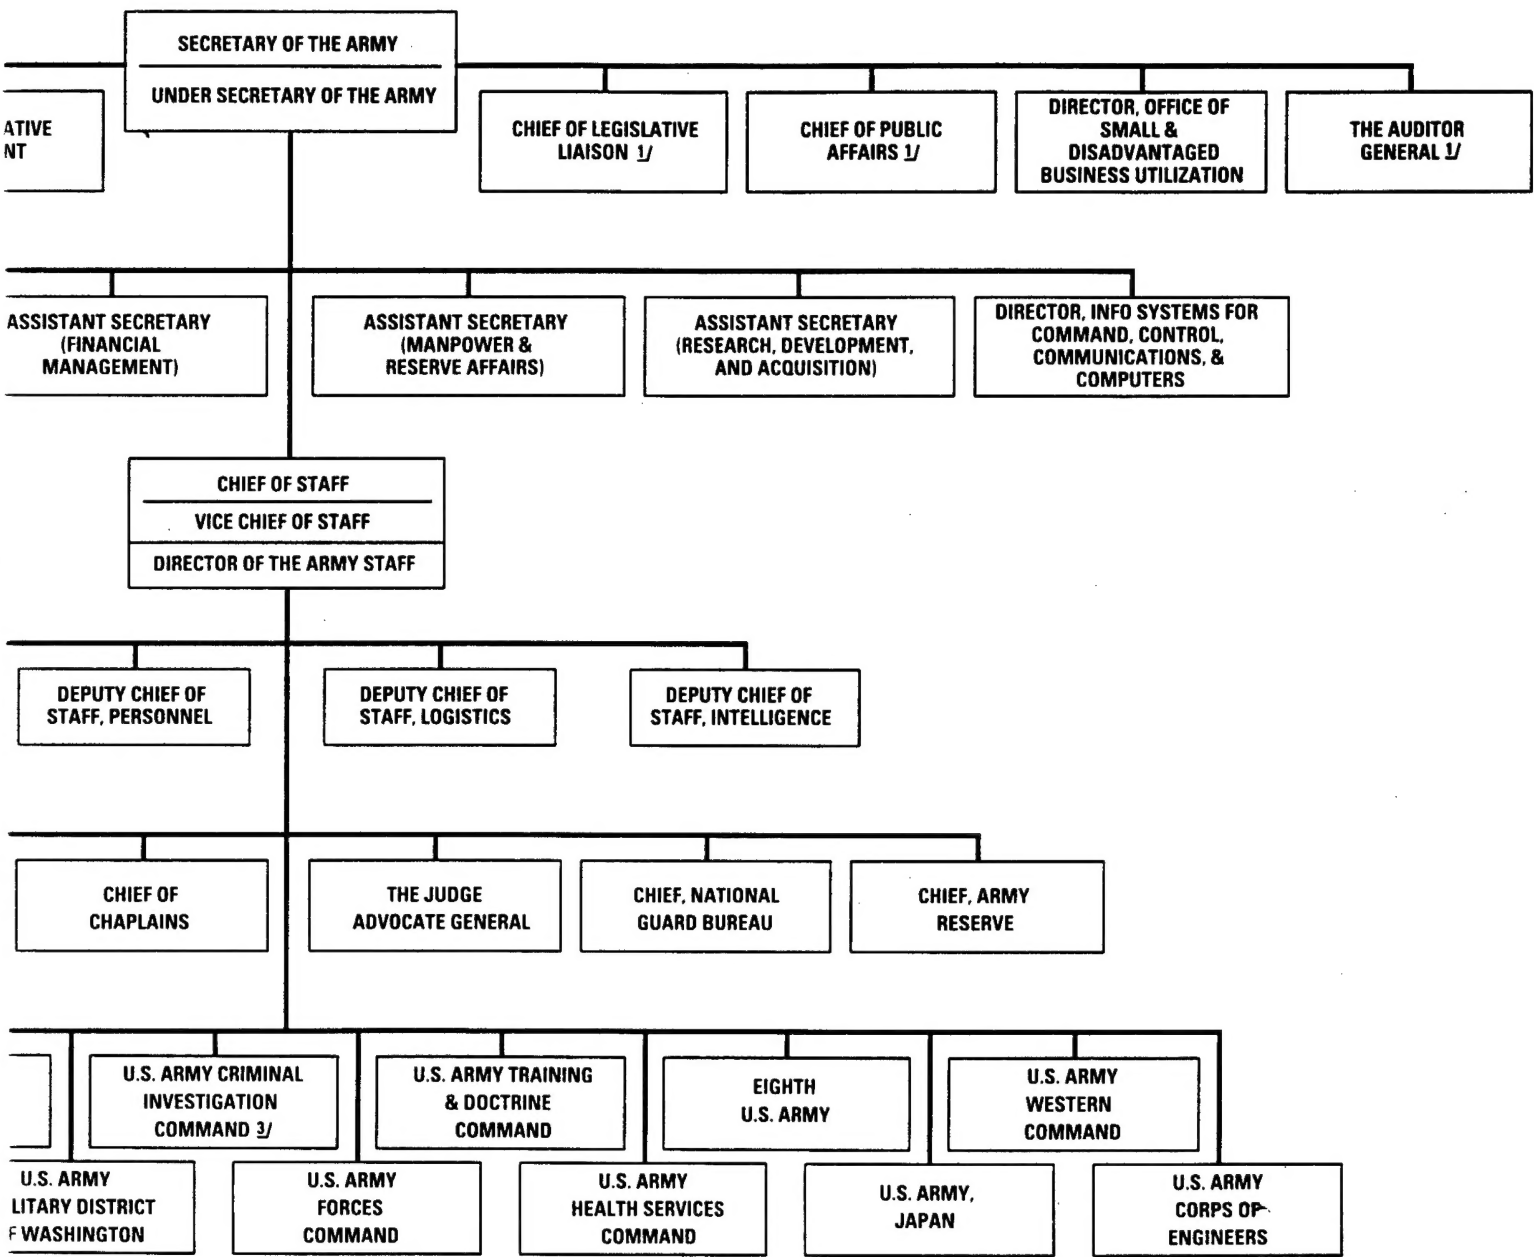 SECRETARY OF THE ARMY
UNDER SECRETARY OF THE ARMY
ATIVE
NT
CHIEF OF LEGISLATIVE
LIAISON 1/
CHIEF OF PUBLIC
AFFAIRS 1/
DIRECTOR, OFFICE OF
SMALL &
DISADVANTAGED
BUSINESS UTILIZATION
THE AUDITOR
GENERAL 1/
ASSISTANT SECRETARY
(FINANCIAL
MANAGEMENT)
ASSISTANT SECRETARY
(MANPOWER &
RESERVE AFFAIRS)
ASSISTANT SECRETARY
(RESEARCH, DEVELOPMENT,
AND ACQUISITION)
DIRECTOR, INFO SYSTEMS FOR
COMMAND, CONTROL,
COMMUNICATIONS, &
COMPUTERS
CHIEF OF STAFF
VICE CHIEF OF STAFF
DIRECTOR OF THE ARMY STAFF
DEPUTY CHIEF OF
STAFF, PERSONNEL
DEPUTY CHIEF OF
STAFF, LOGISTICS
DEPUTY CHIEF OF
STAFF, INTELLIGENCE
CHIEF OF
CHAPLAINS
THE JUDGE
ADVOCATE GENERAL
CHIEF, NATIONAL
GUARD BUREAU
CHIEF, ARMY
RESERVE
U.S. ARMY CRIMINAL
INVESTIGATION
COMMAND 3/
U.S. ARMY TRAINING
& DOCTRINE
COMMAND
EIGHTH
U.S. ARMY
U.S. ARMY
WESTERN
COMMAND
U.S. ARMY
LITARY DISTRICT
F WASHINGTON
U.S. ARMY
FORCES
COMMAND
U.S. ARMY
HEALTH SERVICES
COMMAND
U.S. ARMY,
JAPAN
U.S. ARMY
CORPS OF
ENGINEERS